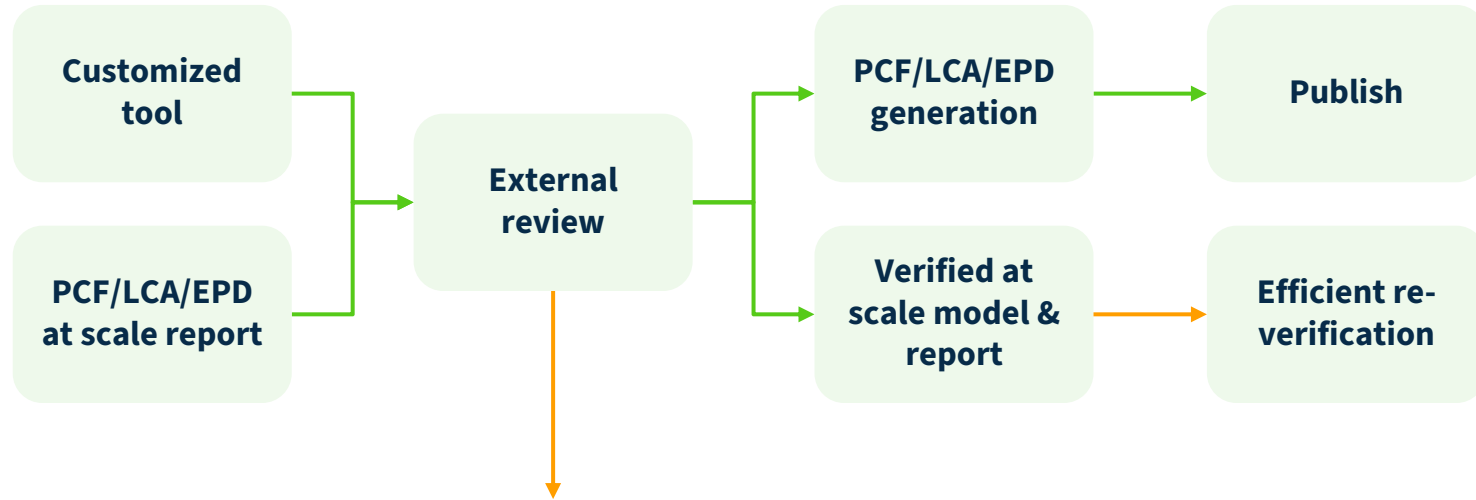 Customized
tool
PCF/LCA/EPD
at scale report
External
review
PCF/LCA/EPD
generation
Publish
Verified at
scale model &
report
Efficient re-
verification